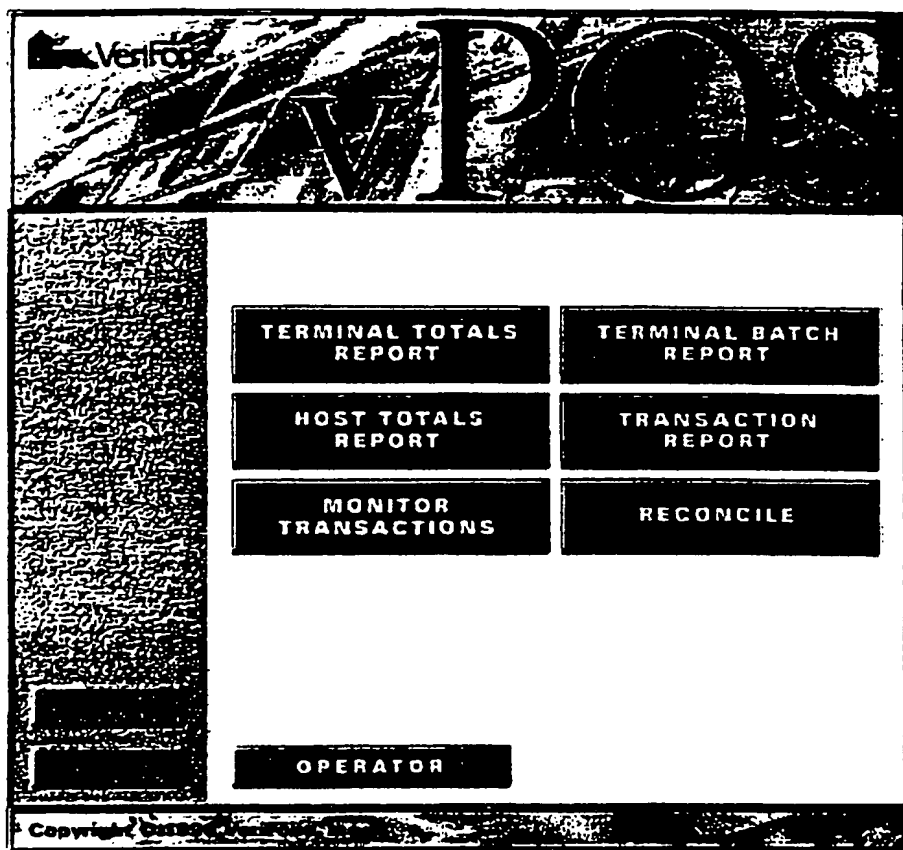 VeriFone
vPOS
TERMINAL TOTALS
REPORT
TERMINAL BATCH
REPORT
HOST TOTALS
REPORT
TRANSACTION
REPORT
MONITOR
TRANSACTIONS
RECONCILE
OPERATOR
Copyright